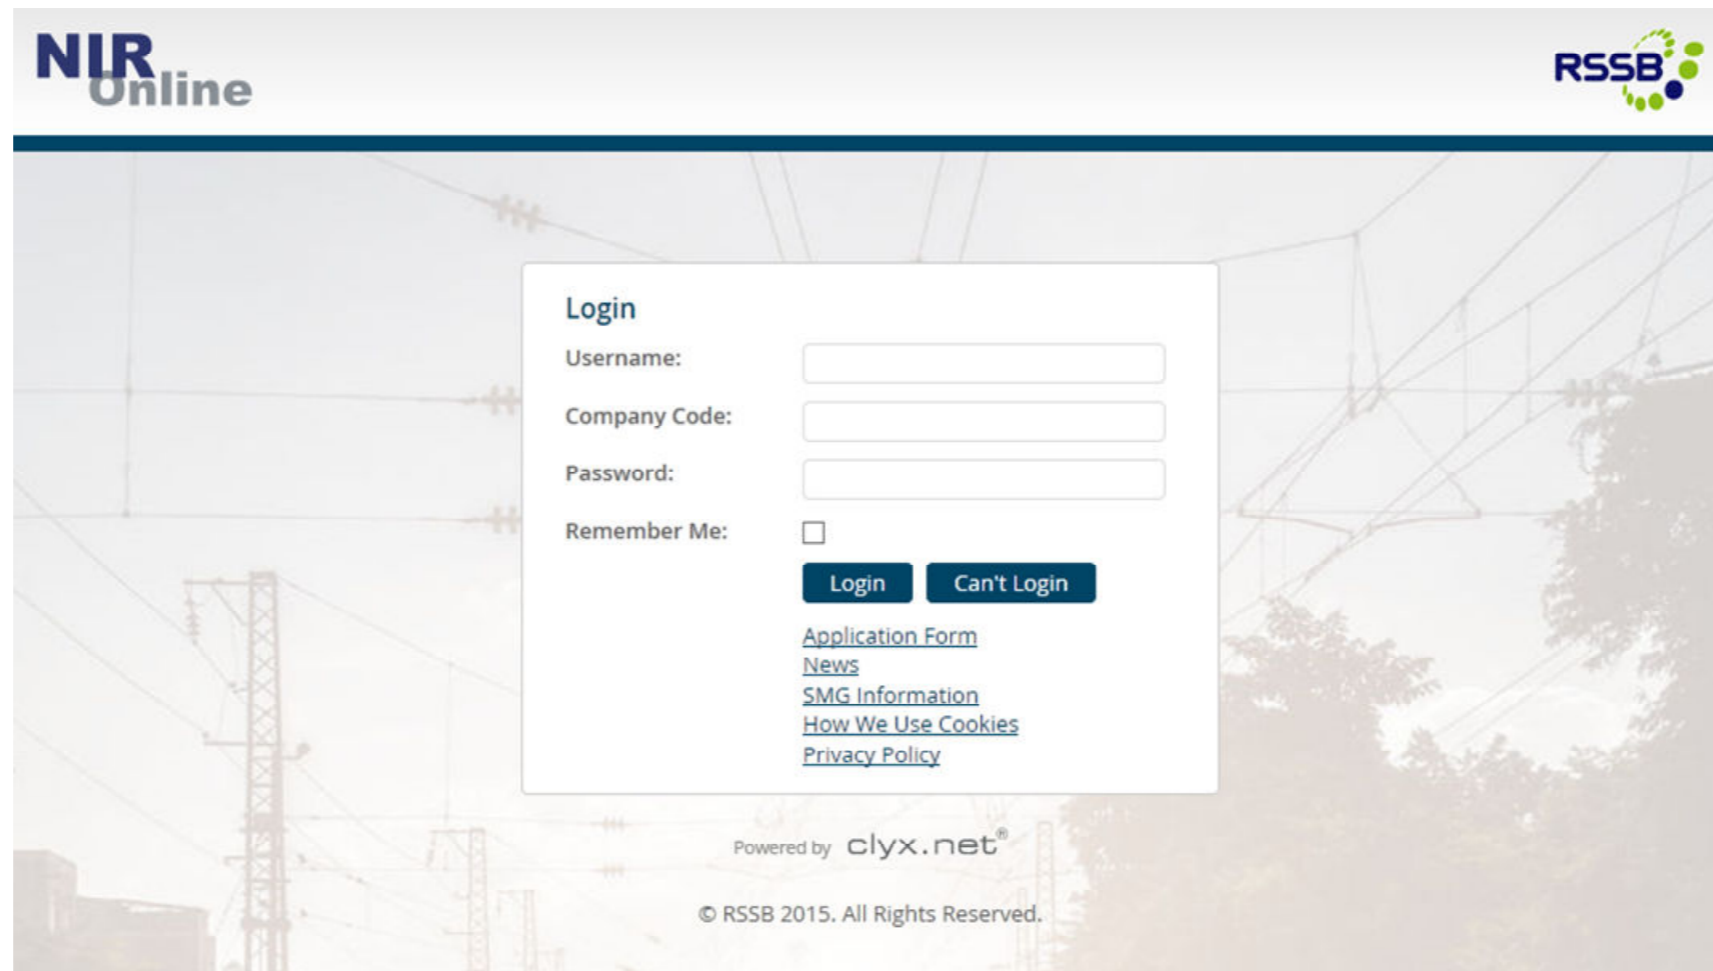 NIR
Online
RSSB
Login
Username:
Company Code:
Password:
Remember Me:
Login Can't Login
Application Form
News
SMG Information
How We Use Cookies
Privacy Policy
Powered by clyx.net®
© RSSB 2015. All Rights Reserved.